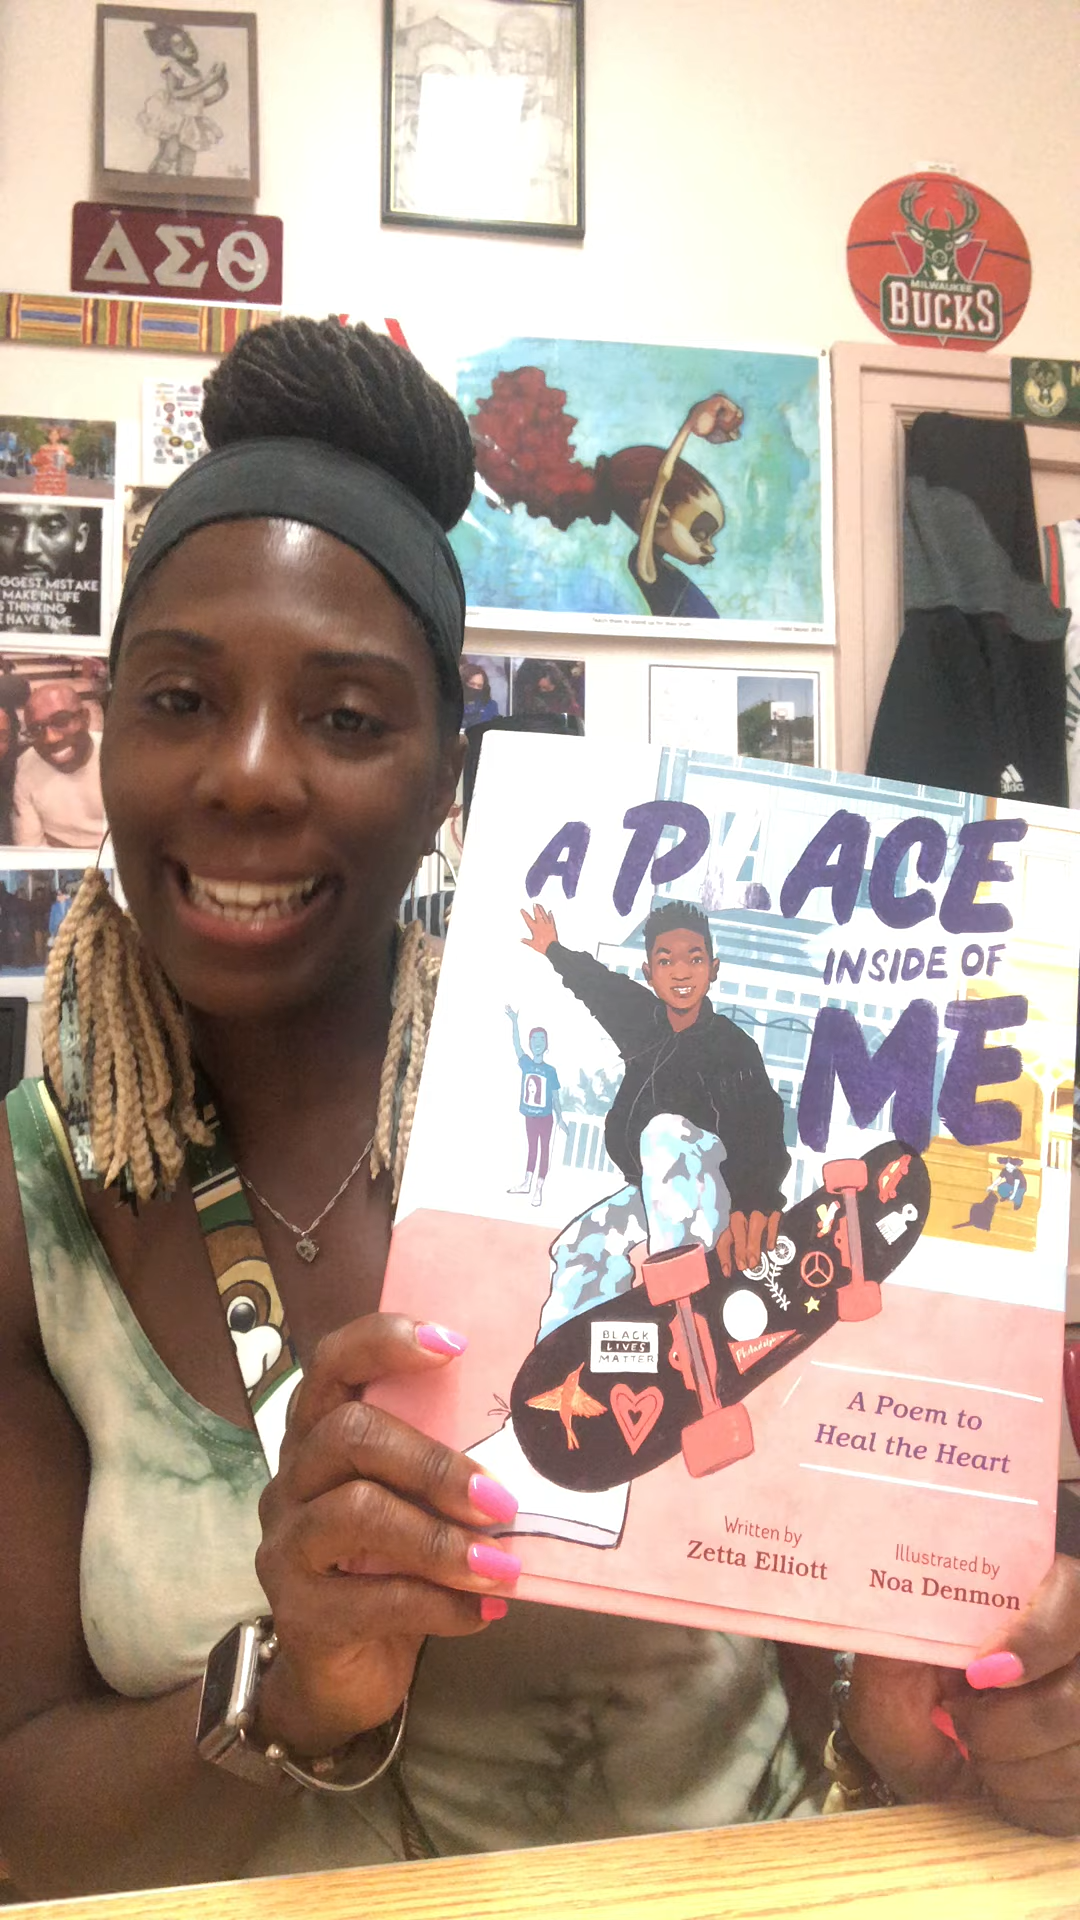 ΔΣΘ
MILWAUKEE
BUCKS
GGEST MISTAKE
MAKE IN LIFE
S THINKING
HAVE TIME.
A PLACE
INSIDE OF
ME
BLACK
LIVES
MATTER
A Poem to
Heal the Heart
Written by
Zetta Elliott
Illustrated by
Noa Denmon